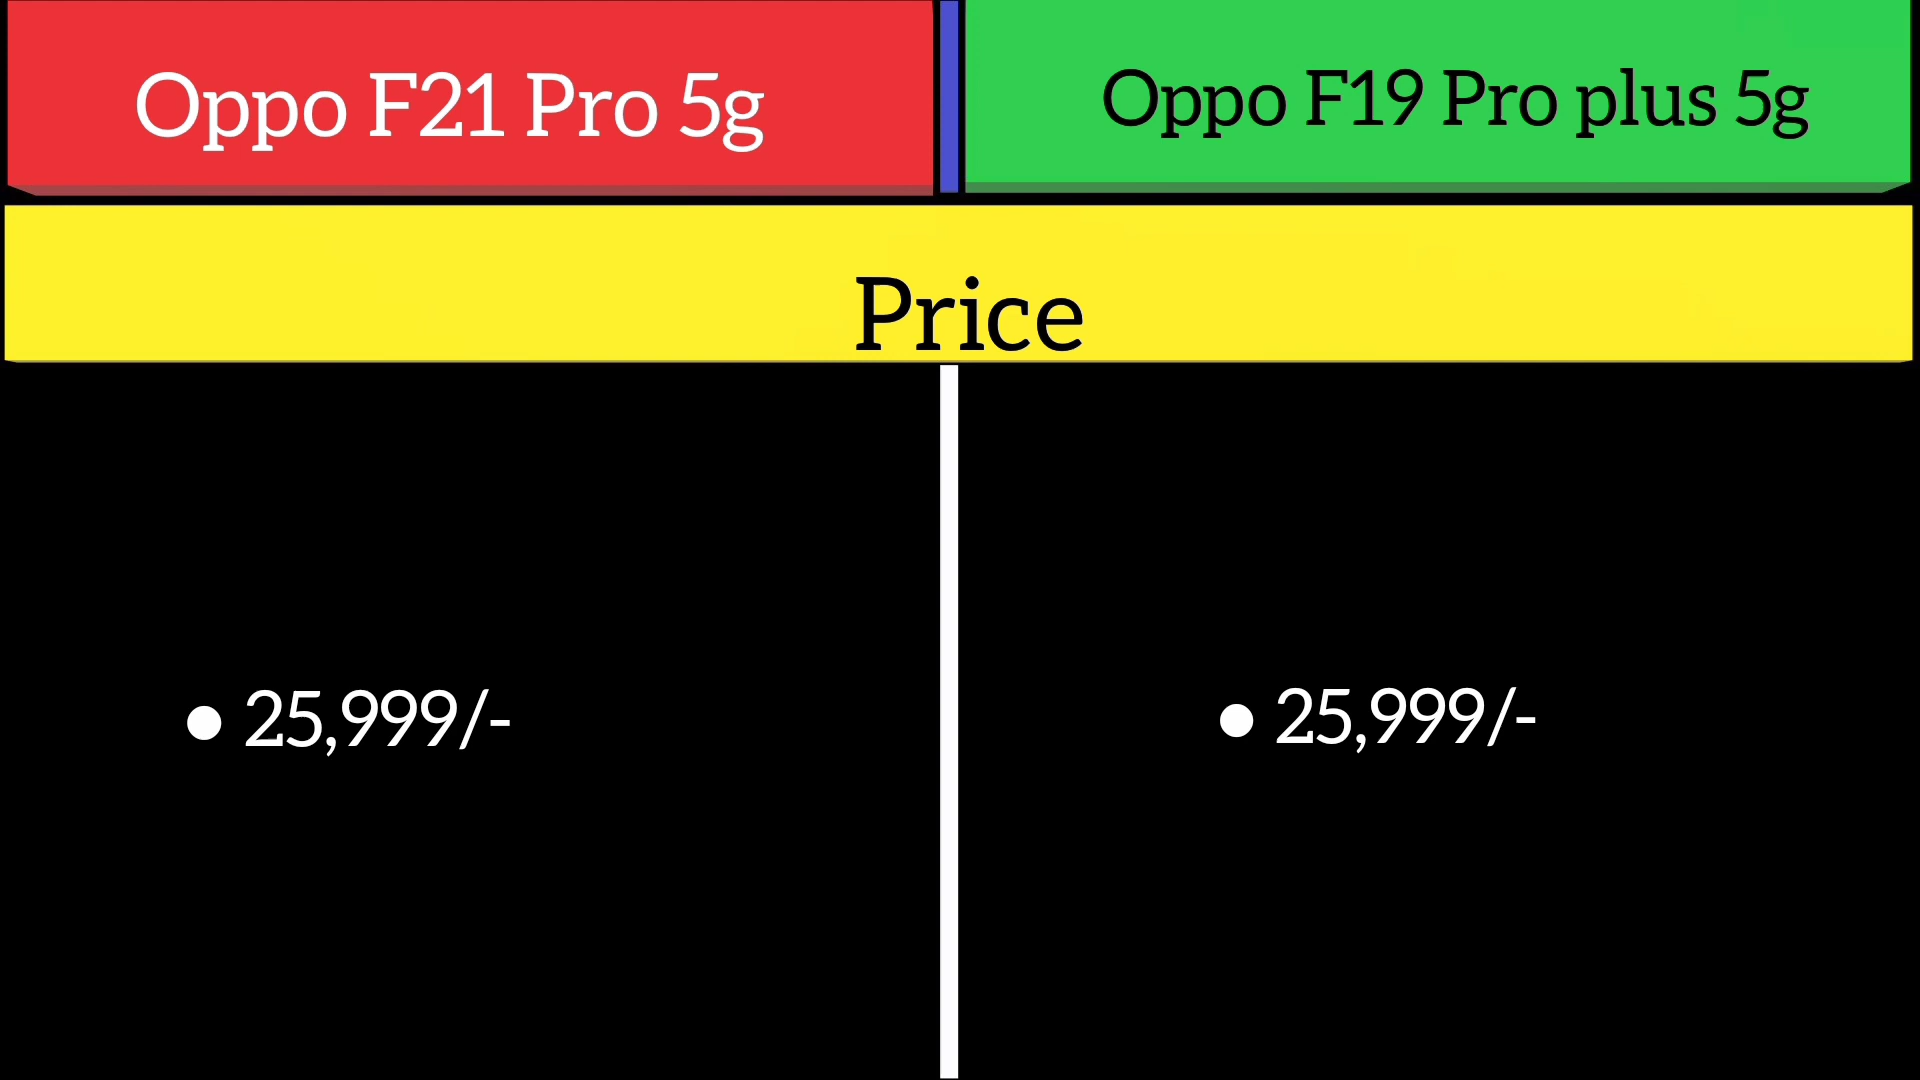 Oppo F21 Pro 5g
Oppo F19 Pro plus 5g
Price
● 25,999/-
● 25,999/-